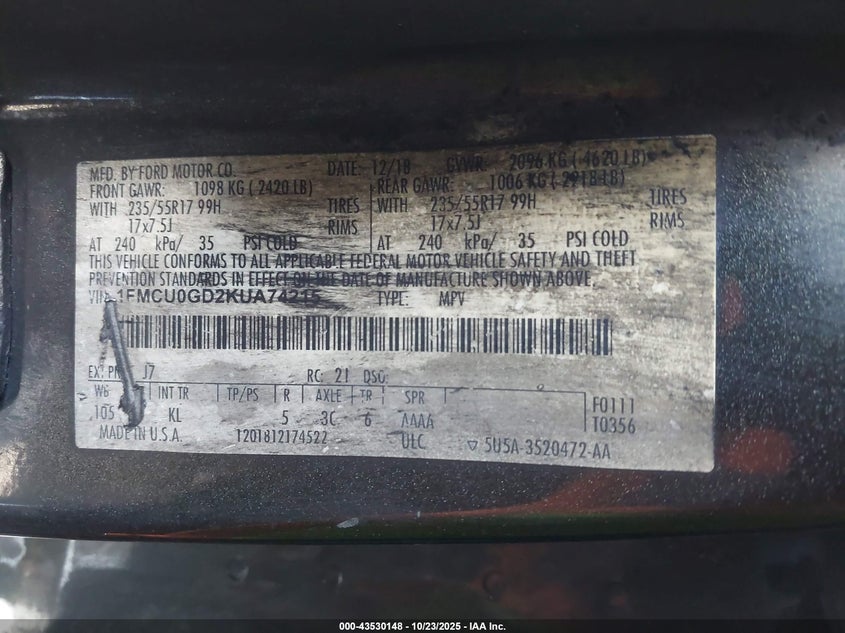 MFD. BY FORD MOTOR CO. DATE: 12/18 GVWR: 2096 KG ( 4620 LB)
FRONT GAWR: 1098 KG ( 2420 LB) REAR GAWR: 1006 KG ( 2218 LB)
WITH 235/55R17 99H TIRES WITH 235/55R17 99H TIRES
17x7.5J RIMS 17x7.5J RIMS
AT 240 kPa/ 35 PSI COLD AT 240 kPa/ 35 PSI COLD
THIS VEHICLE CONFORMS TO ALL APPLICABLE FEDERAL MOTOR VEHICLE SAFETY AND THEFT
PREVENTION STANDARDS IN EFFECT ON THE DATE OF MANUFACTURE SHOWN ABOVE.
VIN: 1FMCU0GD2KUA74215 TYPE: MPV
EXT PNT J7 RC: 21 DSO:
WB INT TR TP/PS R AXLE TR SPR
105 KL 5 3C 6 AAAA
F0111
T0356
MADE IN U.S.A. 1201812174522 ULC ▽ 5U5A-3520472-AA
000-43530148 - 10/23/2025 - IAA Inc.